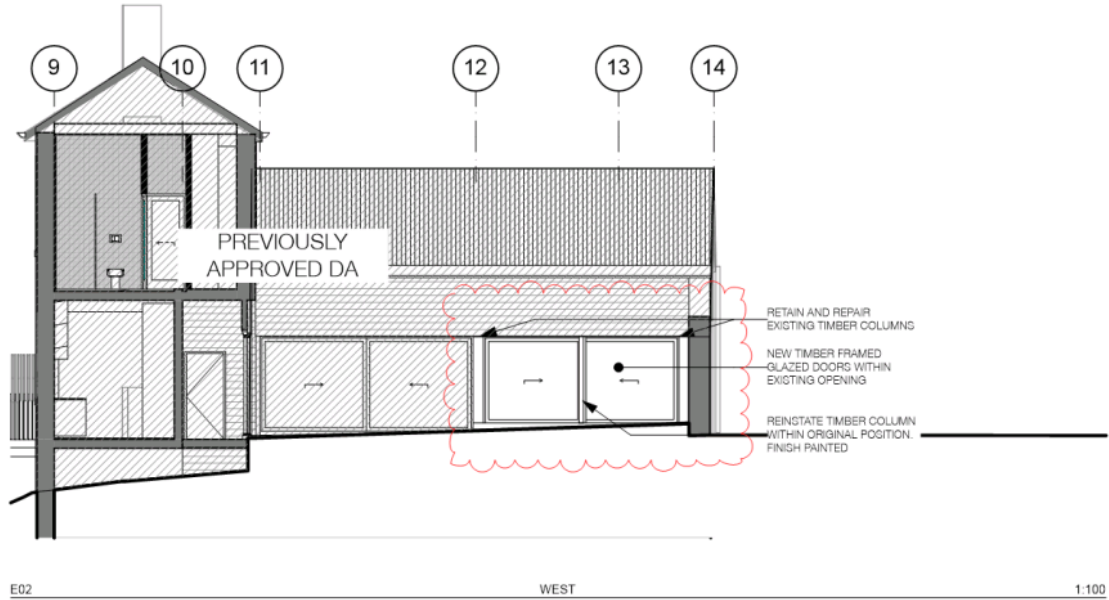 9
10
11
12
13
14
PREVIOUSLY
APPROVED DA
RETAIN AND REPAIR
EXISTING TIMBER COLUMNS
NEW TIMBER FRAMED
GLAZED DOORS WITHIN
EXISTING OPENING
REINSTATE TIMBER COLUMN
WITHIN ORIGINAL POSITION.
FINISH PAINTED
E02
WEST
1:100